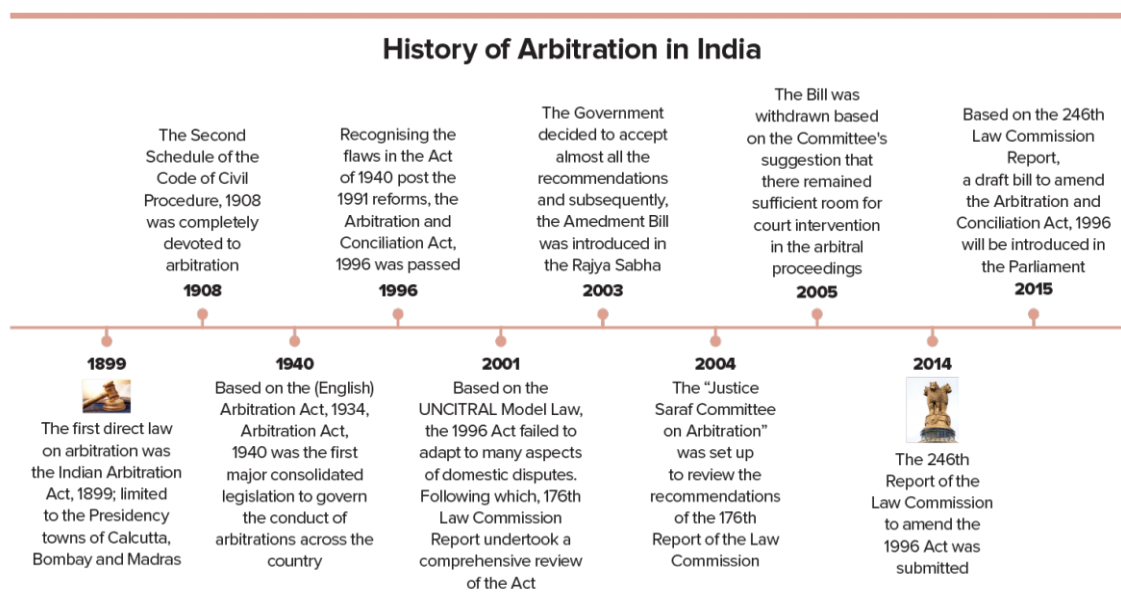 History of Arbitration in India
The Second
Schedule of the
Code of Civil
Procedure, 1908
was completely
devoted to
arbitration
1908
Recognising the
flaws in the Act
of 1940 post the
1991 reforms, the
Arbitration and
Conciliation Act,
1996 was passed
1996
The Government
decided to accept
almost all the
recommendations
and subsequently,
the Amedment Bill
was introduced in
the Rajya Sabha
2003
The Bill was
withdrawn based
on the Committee's
suggestion that
there remained
sufficient room for
court intervention
in the arbitral
proceedings
2005
Based on the 246th
Law Commission
Report,
a draft bill to amend
the Arbitration and
Conciliation Act, 1996
will be introduced in
the Parliament
2015
1899
The first direct law
on arbitration was
the Indian Arbitration
Act, 1899; limited
to the Presidency
towns of Calcutta,
Bombay and Madras
1940
Based on the (English)
Arbitration Act, 1934,
Arbitration Act,
1940 was the first
major consolidated
legislation to govern
the conduct of
arbitrations across the
country
2001
Based on the
UNCITRAL Model Law,
the 1996 Act failed to
adapt to many aspects
of domestic disputes.
Following which, 176th
Law Commission
Report undertook a
comprehensive review
of the Act
2004
The “Justice
Saraf Committee
on Arbitration”
was set up
to review the
recommendations
of the 176th
Report of the Law
Commission
2014
The 246th
Report of the
Law Commission
to amend the
1996 Act was
submitted